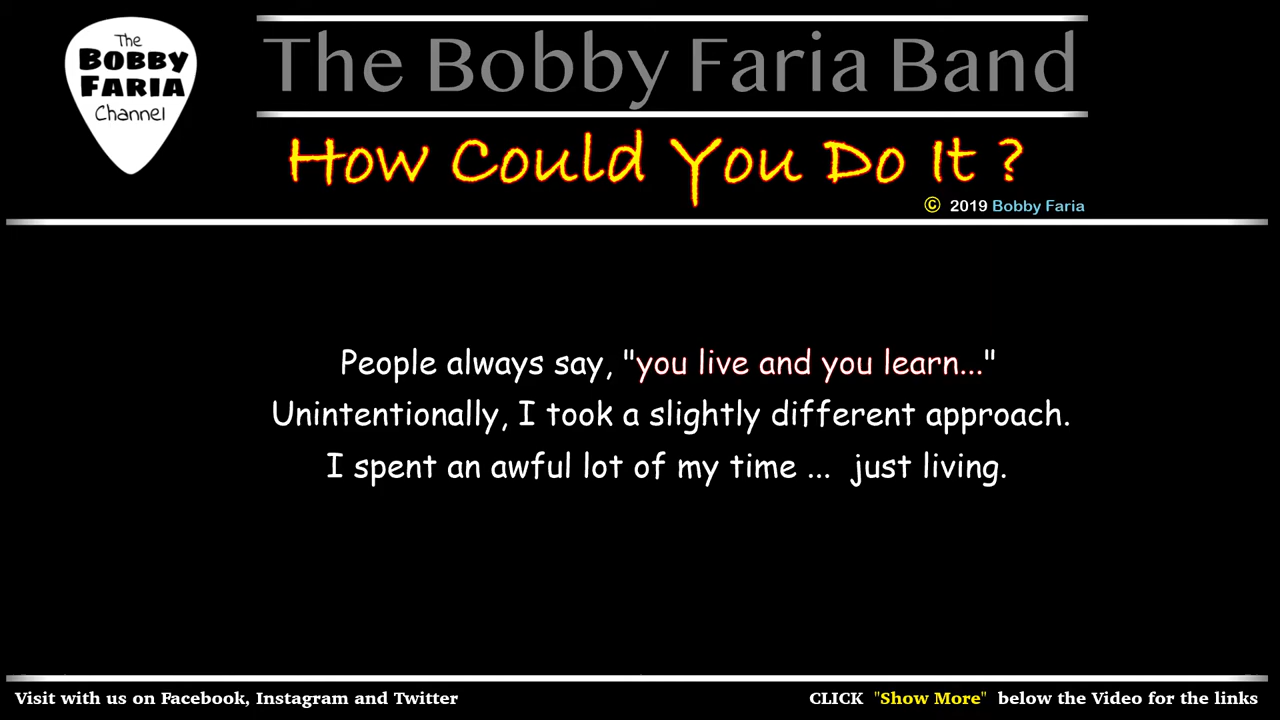 The
BOBBY
FARIA
Channel
The Bobby Faria Band
How Could You Do It ?
© 2019 Bobby Faria
People always say, "you live and you learn..."
Unintentionally, I took a slightly different approach.
I spent an awful lot of my time ... just living.
Visit with us on Facebook, Instagram and Twitter
CLICK "Show More" below the Video for the links